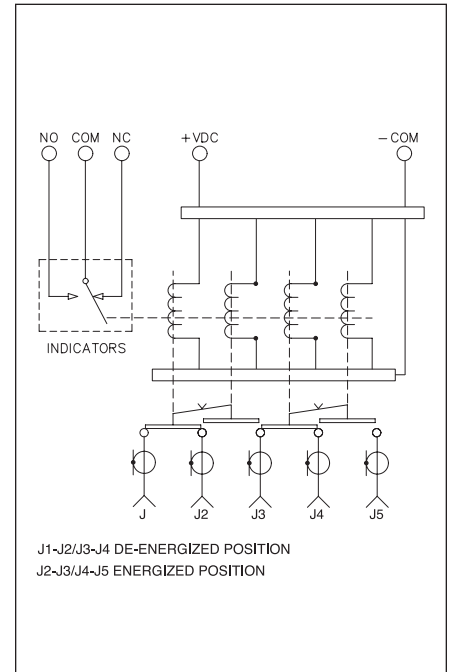 NO COM NC +VDC -COM
INDICATORS
J J2 J3 J4 J5
J1-J2/J3-J4 DE-ENERGIZED POSITION
J2-J3/J4-J5 ENERGIZED POSITION